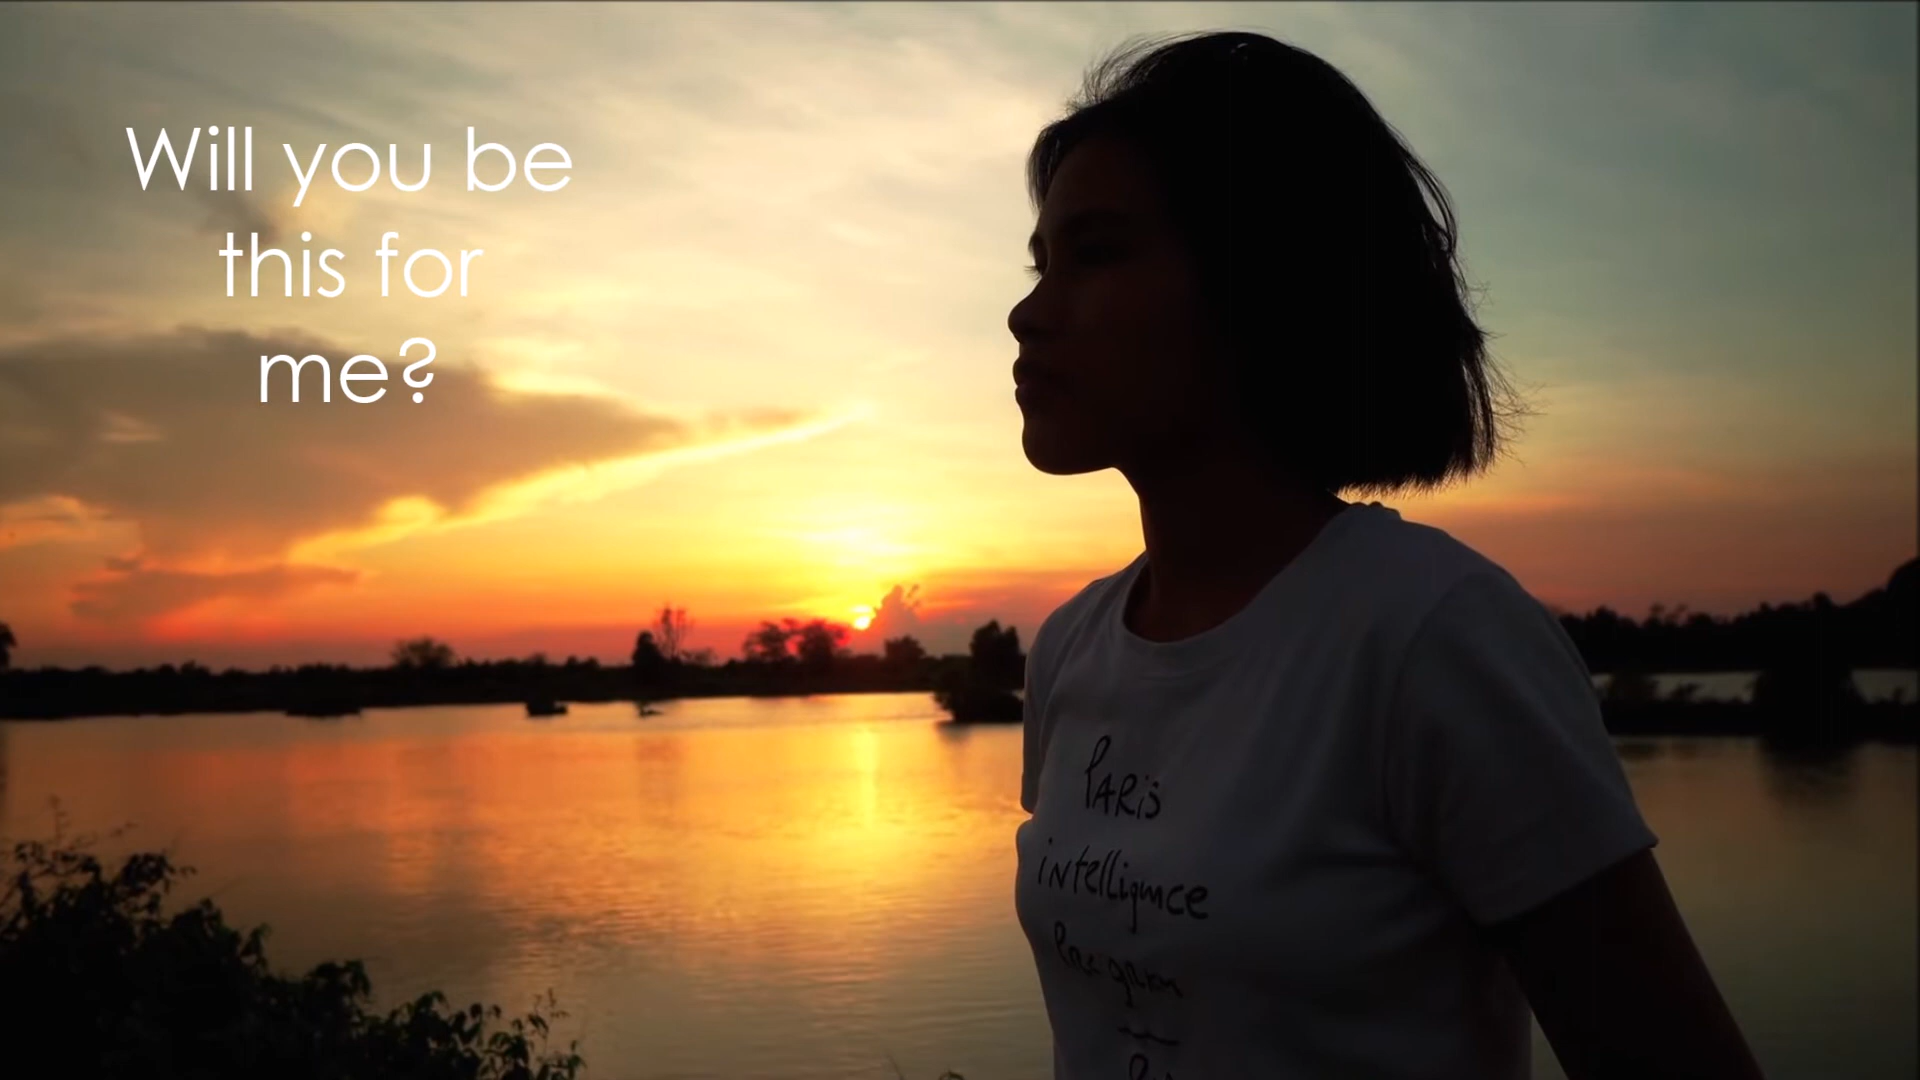 Will you be
this for
me?
PARis
intelligence